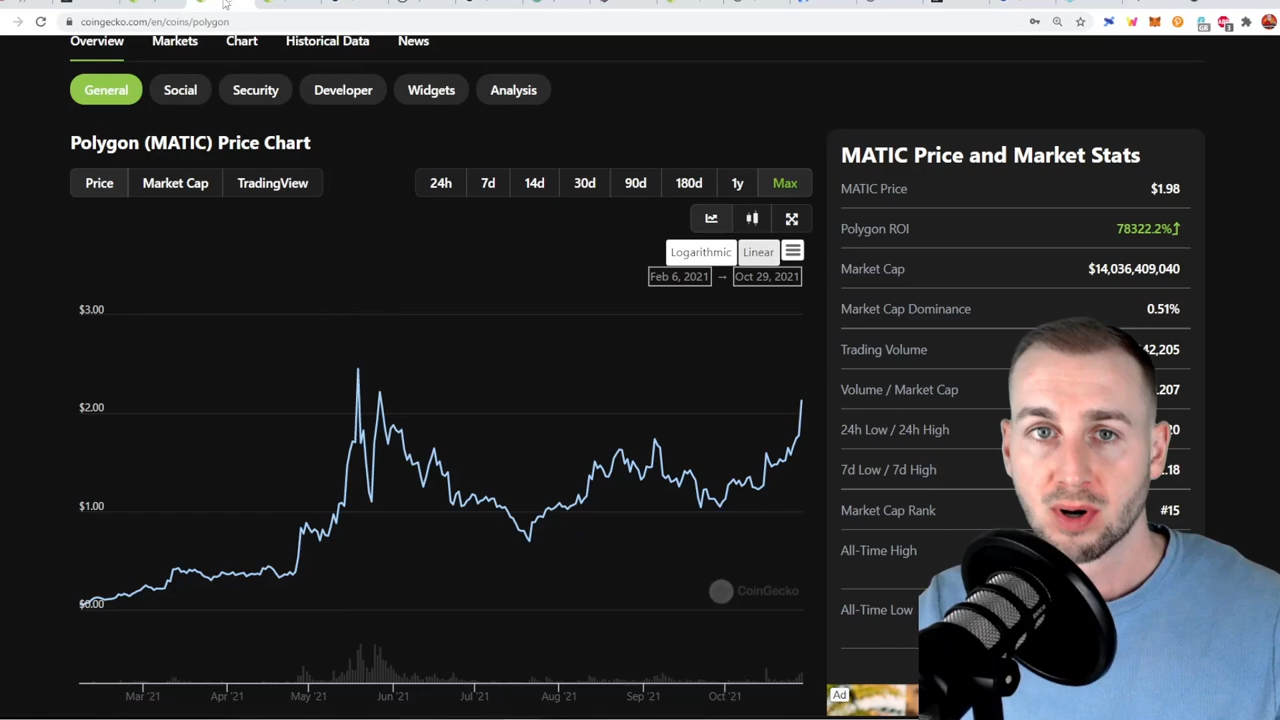 coingecko.com/en/coins/polygon
Overview Markets Chart Historical Data News
General Social Security Developer Widgets Analysis
Polygon (MATIC) Price Chart
Price Market Cap TradingView
24h 7d 14d 30d 90d 180d 1y Max
Logarithmic Linear
Feb 6, 2021 → Oct 29, 2021
$3.00
$2.00
$1.00
$0.00
CoinGecko
Mar '21 Apr '21 May '21 Jun '21 Jul '21 Aug '21 Sep '21 Oct '21
MATIC Price and Market Stats
MATIC Price $1.98
Polygon ROI 78322.2%
Market Cap $14,036,409,040
Market Cap Dominance 0.51%
Trading Volume 42,205
Volume / Market Cap .207
24h Low / 24h High 20
7d Low / 7d High .18
Market Cap Rank #15
All-Time High
All-Time Low
Ad